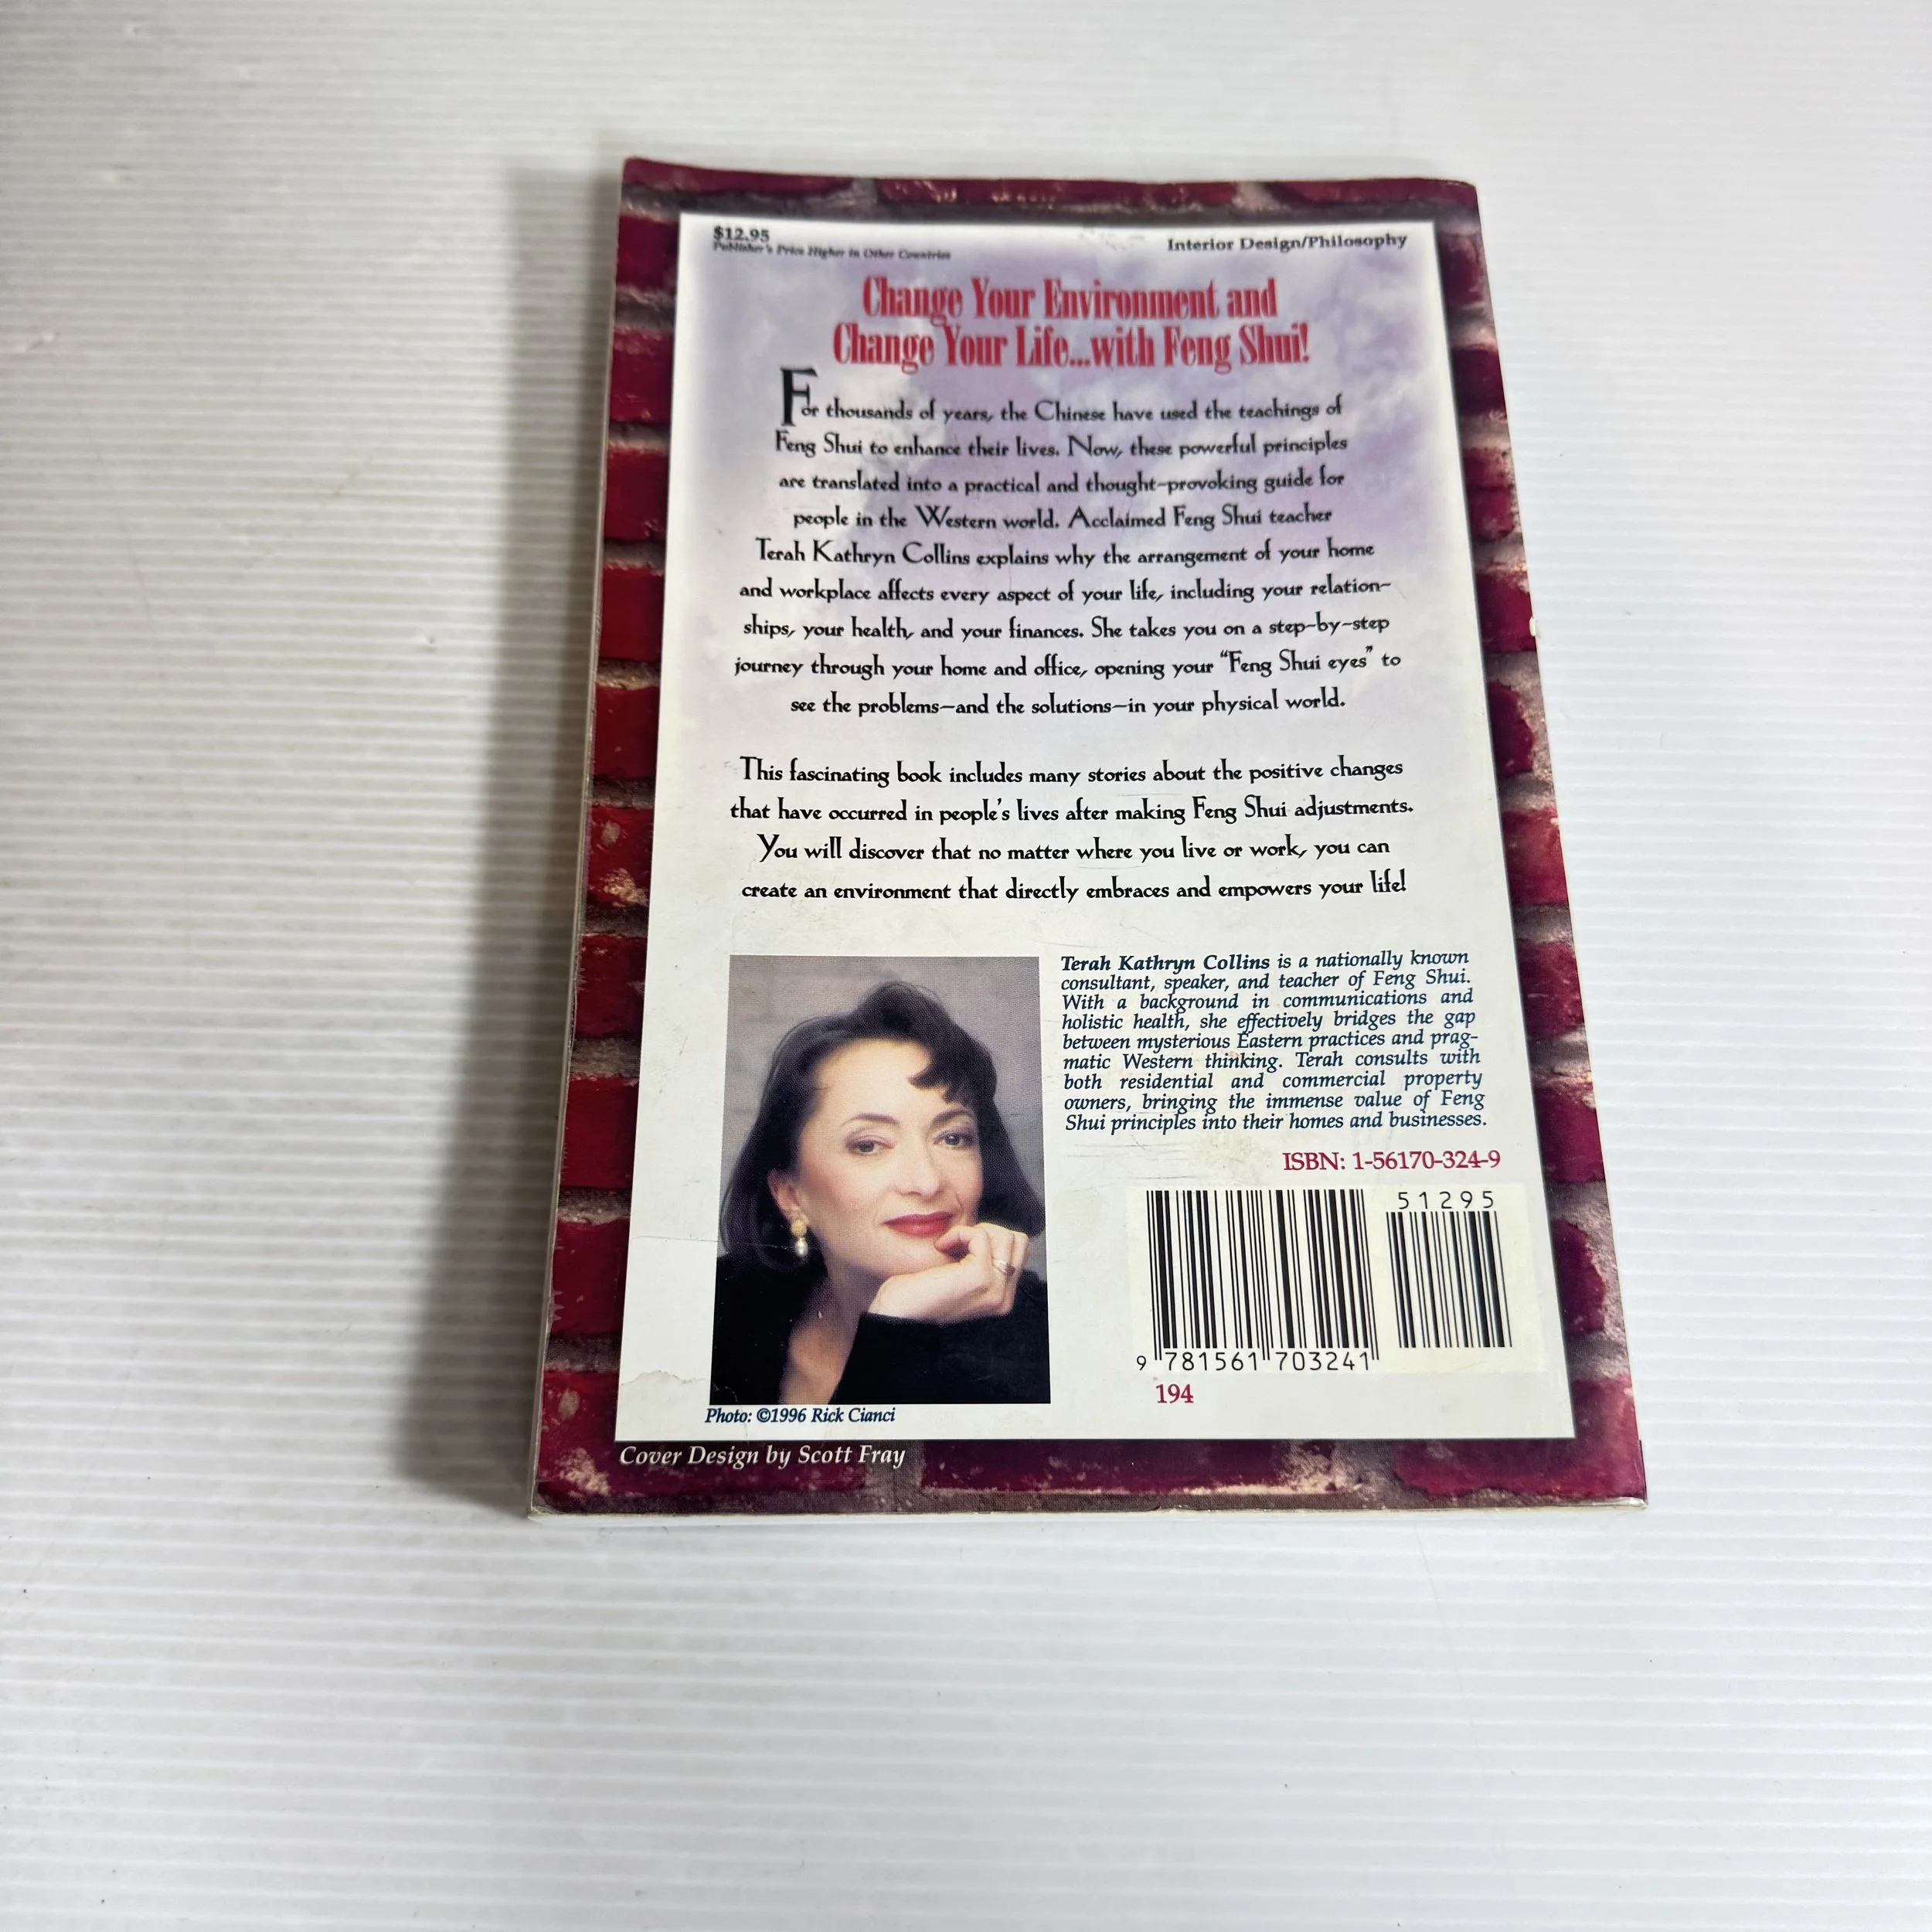 $12.95
Publisher's Price Higher in Other Countries
Interior Design/Philosophy
Change Your Environment and
Change Your Life...with Feng Shui!
For thousands of years, the Chinese have used the teachings of
Feng Shui to enhance their lives. Now, these powerful principles
are translated into a practical and thought-provoking guide for
people in the Western world. Acclaimed Feng Shui teacher
Terah Kathryn Collins explains why the arrangement of your home
and workplace affects every aspect of your life, including your relation-
ships, your health, and your finances. She takes you on a step-by-step
journey through your home and office, opening your "Feng Shui eyes" to
see the problems—and the solutions—in your physical world.
This fascinating book includes many stories about the positive changes
that have occurred in people's lives after making Feng Shui adjustments.
You will discover that no matter where you live or work, you can
create an environment that directly embraces and empowers your life!
Terah Kathryn Collins is a nationally known
consultant, speaker, and teacher of Feng Shui.
With a background in communications and
holistic health, she effectively bridges the gap
between mysterious Eastern practices and prag-
matic Western thinking. Terah consults with
both residential and commercial property
owners, bringing the immense value of Feng
Shui principles into their homes and businesses.
ISBN: 1-56170-324-9
51295
9 781561 703241
194
Photo: ©1996 Rick Cianci
Cover Design by Scott Fray